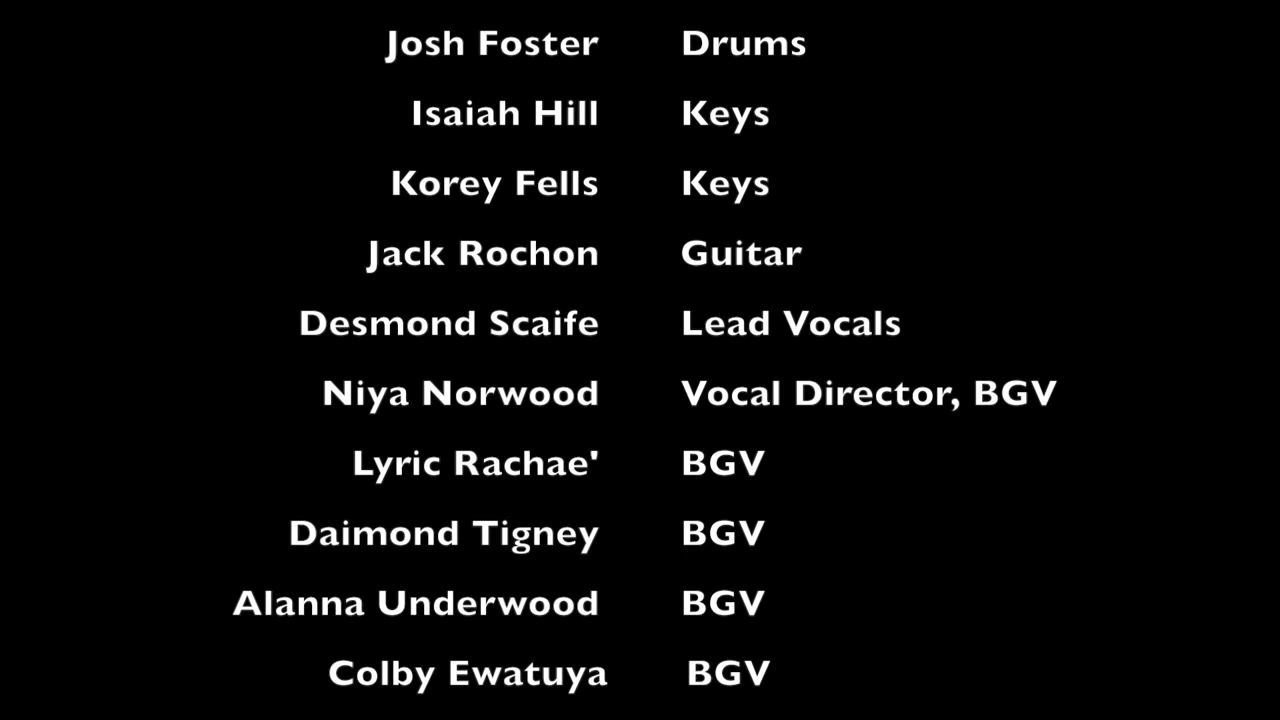 Josh Foster Drums
Isaiah Hill Keys
Korey Fells Keys
Jack Rochon Guitar
Desmond Scaife Lead Vocals
Niya Norwood Vocal Director, BGV
Lyric Rachae' BGV
Daimond Tigney BGV
Alanna Underwood BGV
Colby Ewatuya BGV